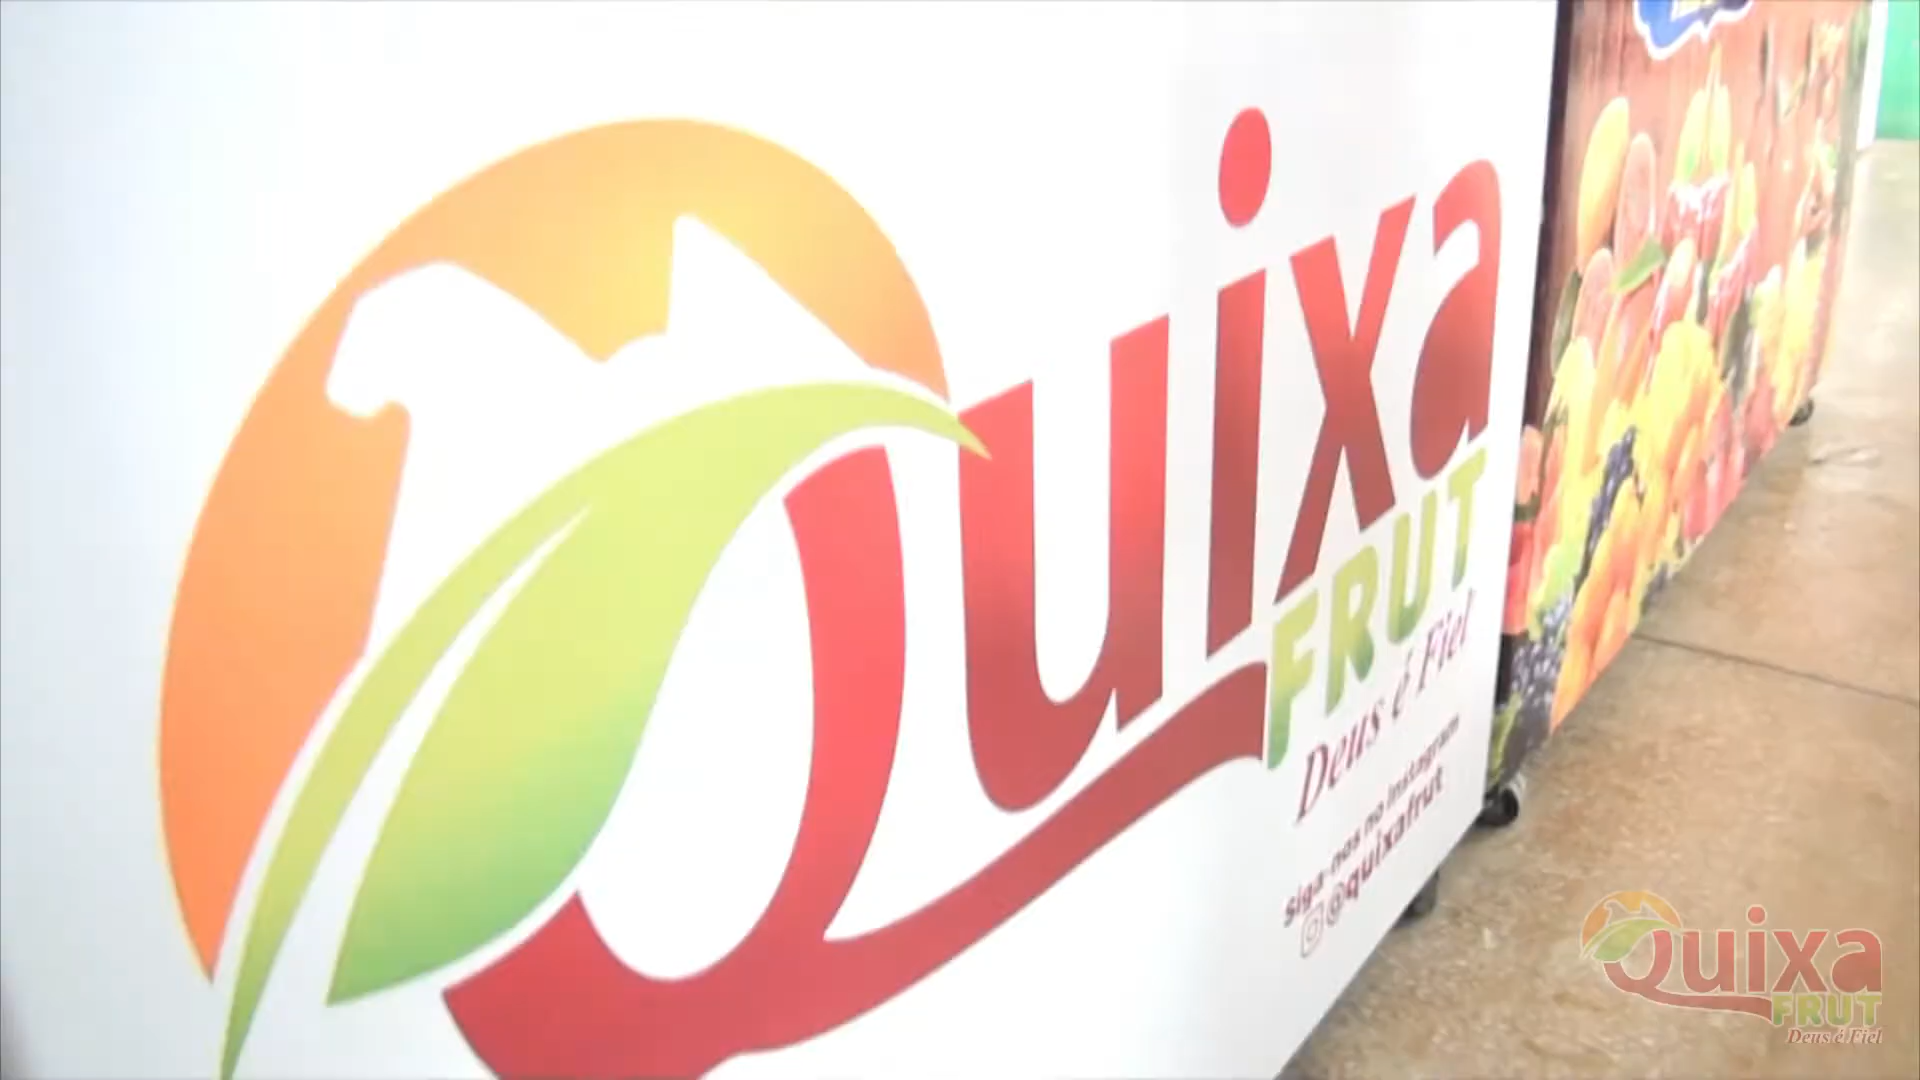 Quixa
FRUT
Deus é Fiel
siga-nos no instagram
@quixafrut
Quixa
FRUT
Deus é Fiel